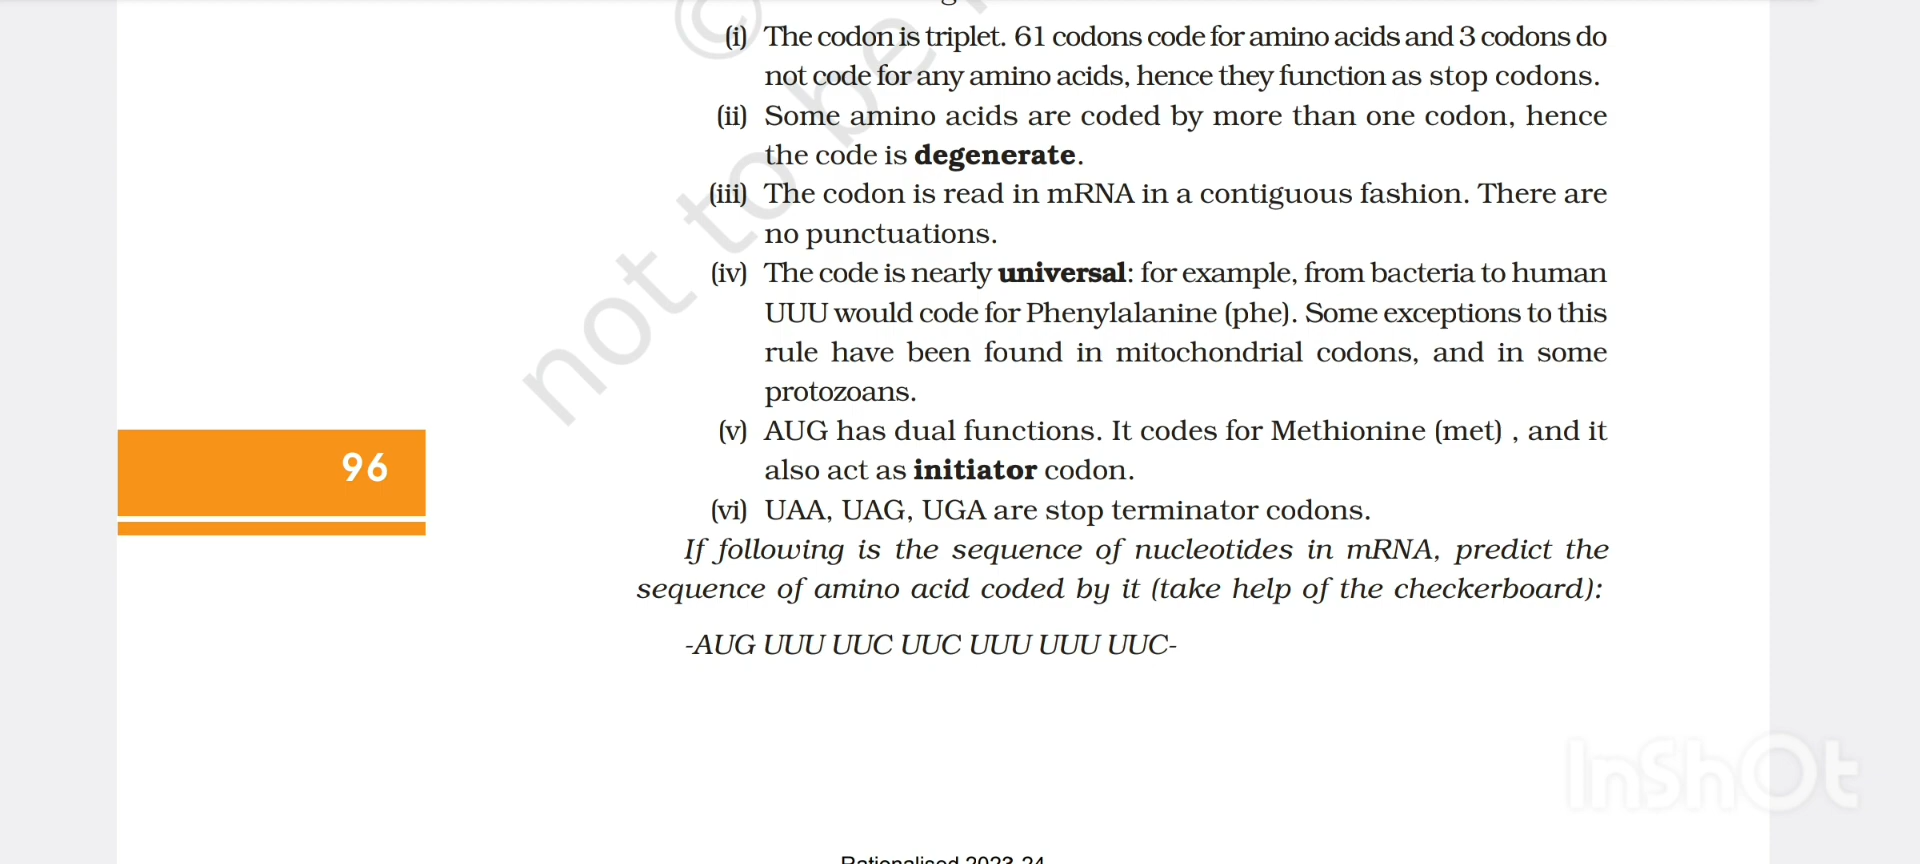 (i) The codon is triplet. 61 codons code for amino acids and 3 codons do
not code for any amino acids, hence they function as stop codons.
(ii) Some amino acids are coded by more than one codon, hence
the code is degenerate.
(iii) The codon is read in mRNA in a contiguous fashion. There are
no punctuations.
(iv) The code is nearly universal: for example, from bacteria to human
UUU would code for Phenylalanine (phe). Some exceptions to this
rule have been found in mitochondrial codons, and in some
protozoans.
(v) AUG has dual functions. It codes for Methionine (met) , and it
also act as initiator codon.
(vi) UAA, UAG, UGA are stop terminator codons.
If following is the sequence of nucleotides in mRNA, predict the
sequence of amino acid coded by it (take help of the checkerboard):
-AUG UUU UUC UUC UUU UUU UUC-
96
© not to be
InShOt
Rationalised 2023-24